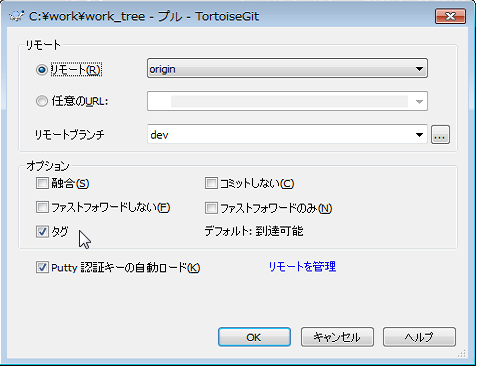 C:¥work¥work_tree - プル - TortoiseGit
リモート
リモート(R)
origin
任意のURL:
リモートブランチ
dev
...
オプション
融合(S)
コミットしない(C)
ファストフォワードしない(F)
ファストフォワードのみ(N)
タグ
デフォルト: 到達可能
Putty 認証キーの自動ロード(K)
リモートを管理
OK
キャンセル
ヘルプ